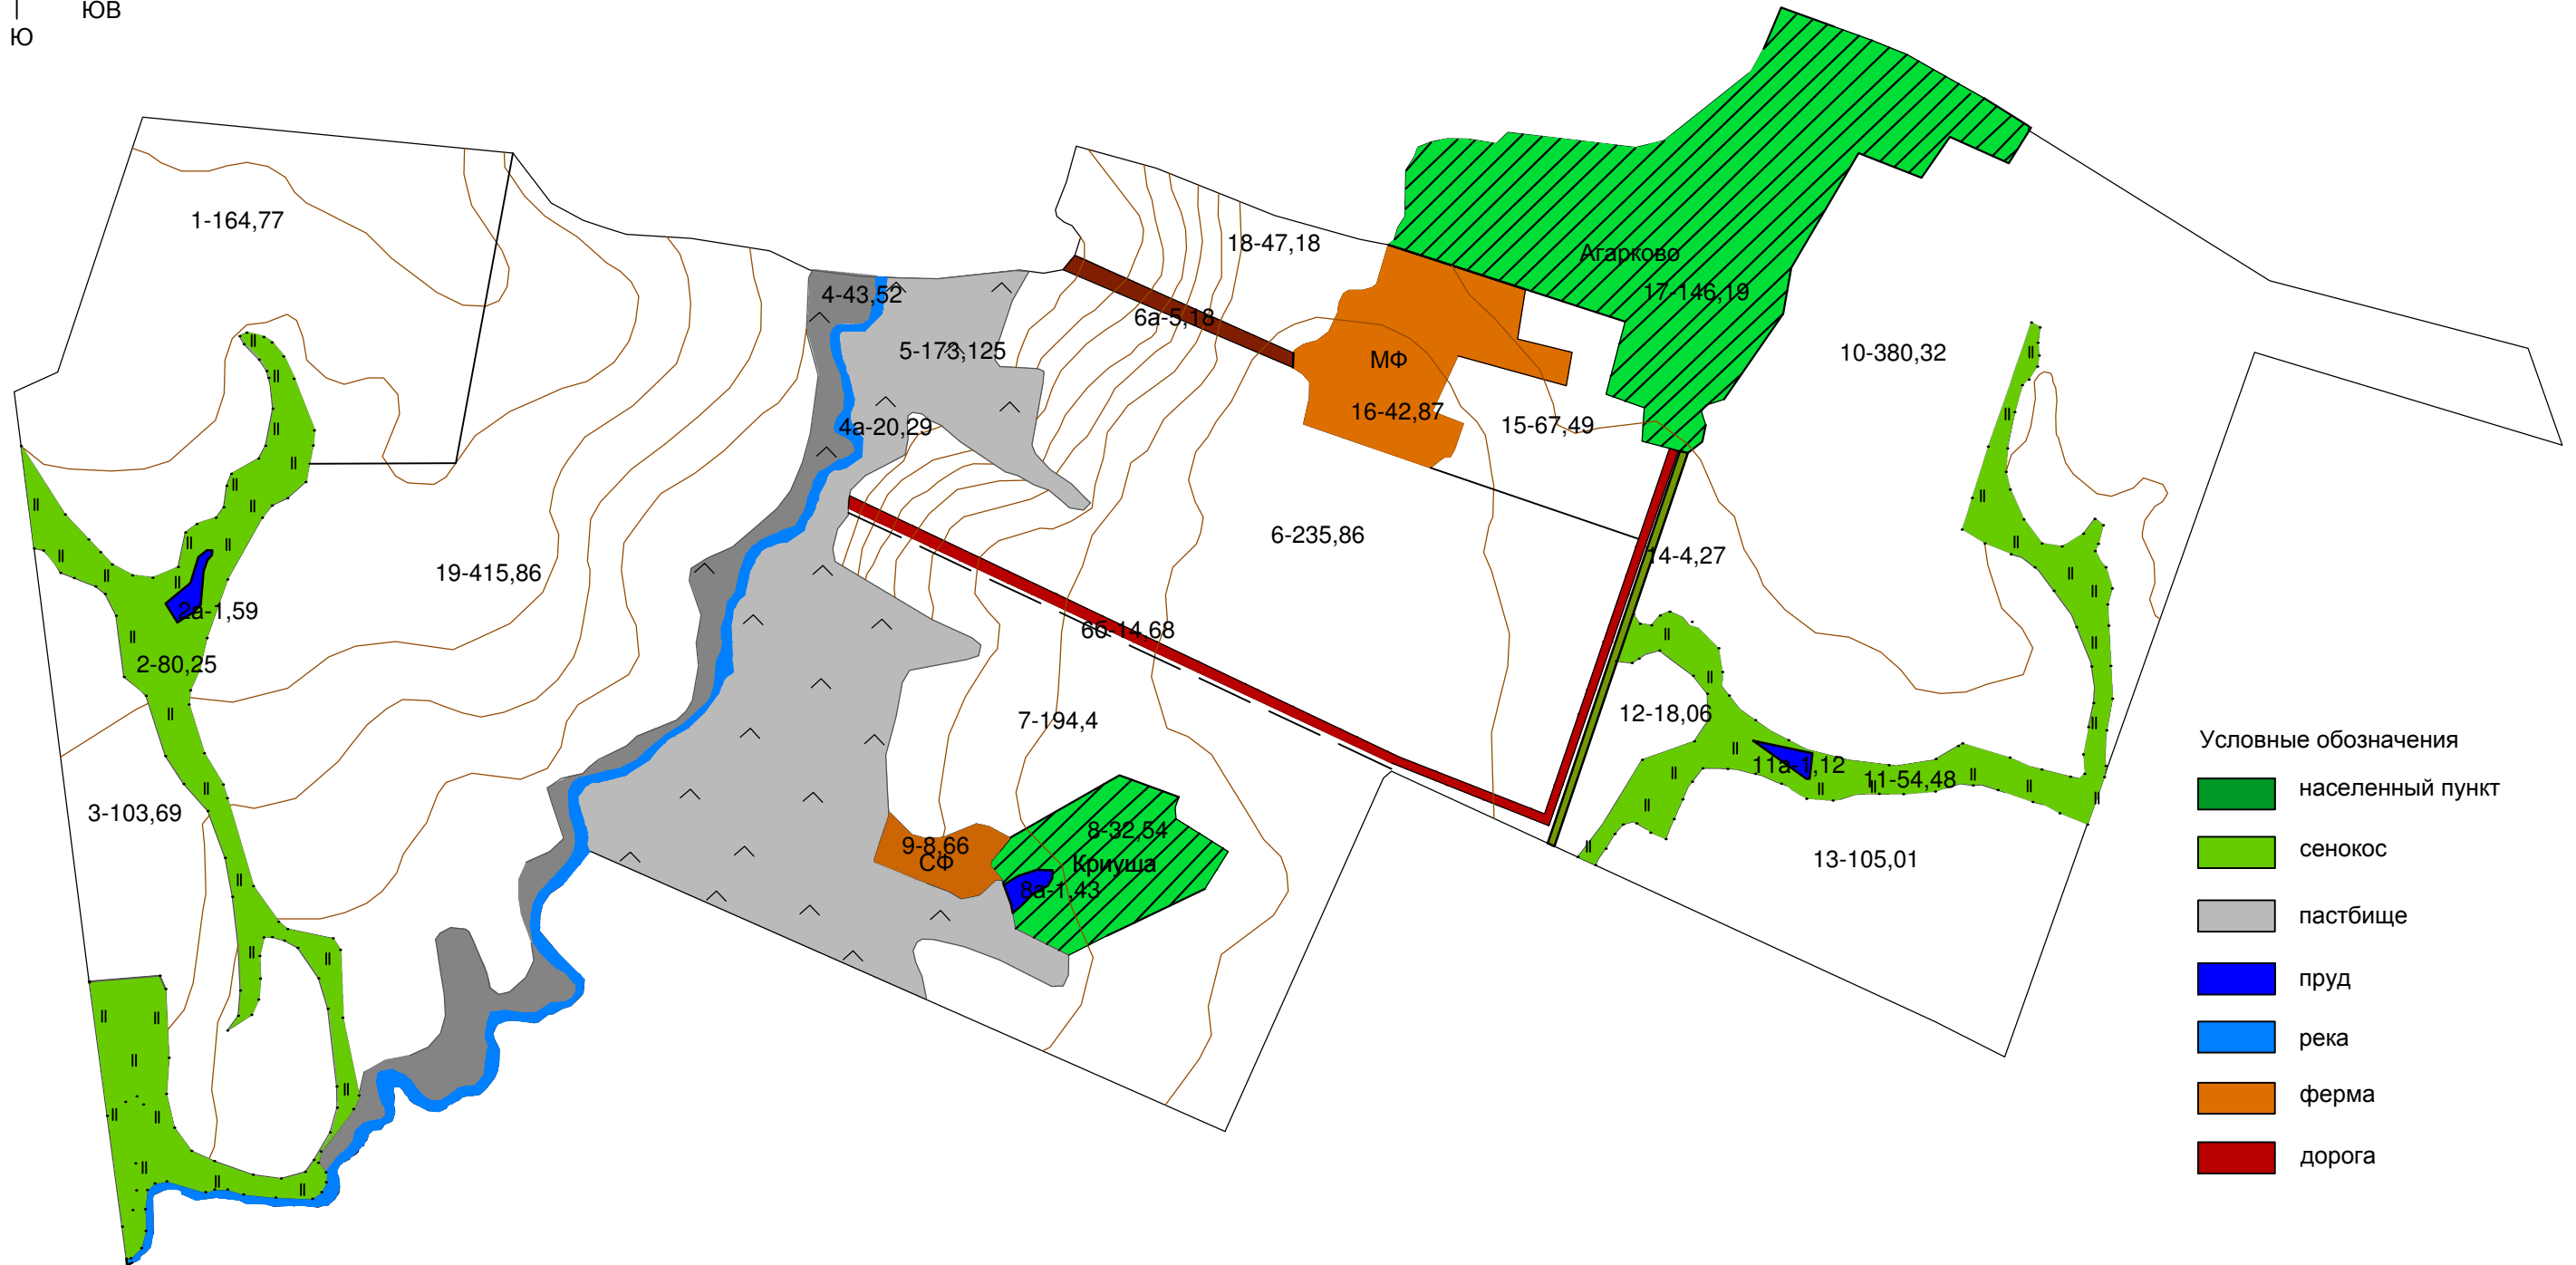 ЮВ
Ю
1-164,77
18-47,18
Агарково
17-146,19
4-43,52
6а-5,18
5-173,125
МФ
10-380,32
16-42,87
15-67,49
4а-20,29
6-235,86
14-4,27
19-415,86
2а-1,59
6б-14,68
2-80,25
7-194,4
12-18,06
11а-1,12
11-54,48
3-103,69
8-32,54
9-8,66
СФ
Криуша
8а-1,43
13-105,01
Условные обозначения
населенный пункт
сенокос
пастбище
пруд
река
ферма
дорога